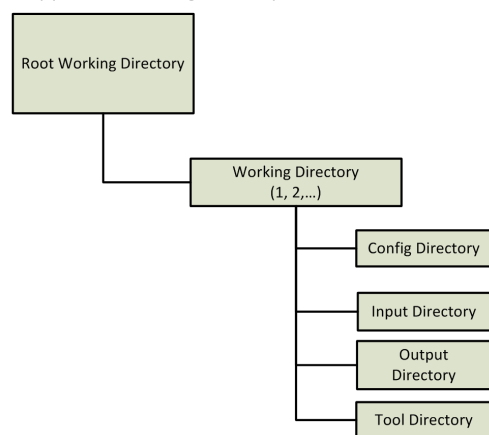 Root Working Directory
Working Directory
(1, 2,...)
Config Directory
Input Directory
Output
Directory
Tool Directory